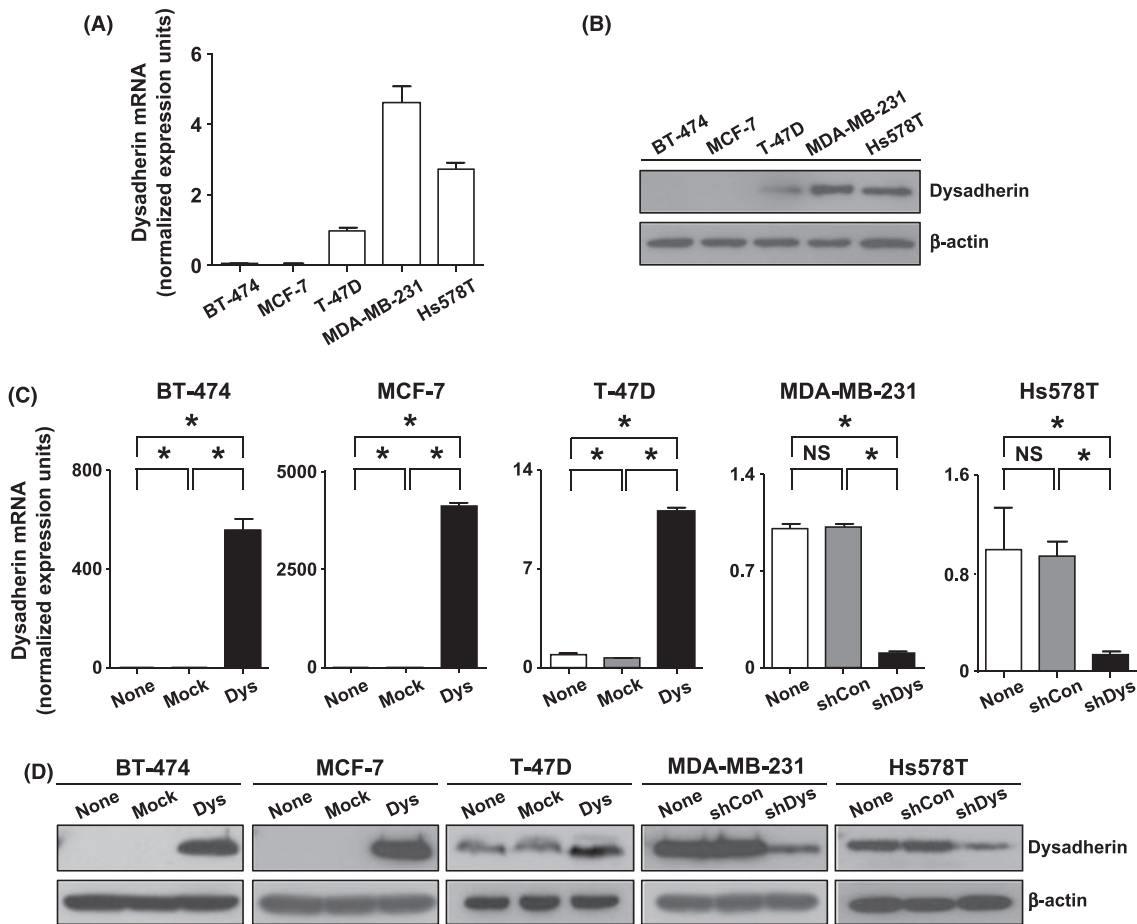 (A)
Dysadherin mRNA
(normalized expression units)
6
4
2
0
BT-474
MCF-7
T-47D
MDA-MB-231
Hs578T
(B)
BT-474
MCF-7
T-47D
MDA-MB-231
Hs578T
Dysadherin
β-actin
(C)
Dysadherin mRNA
(normalized expression units)
BT-474
*
* *
800
400
0
None Mock Dys
MCF-7
*
* *
5000
2500
0
None Mock Dys
T-47D
*
* *
14
7
0
None Mock Dys
MDA-MB-231
*
NS *
1.4
0.7
0
None shCon shDys
Hs578T
*
NS *
1.6
0.8
0
None shCon shDys
(D)
BT-474 MCF-7 T-47D MDA-MB-231 Hs578T
None Mock Dys None Mock Dys None Mock Dys None shCon shDys None shCon shDys
Dysadherin
β-actin